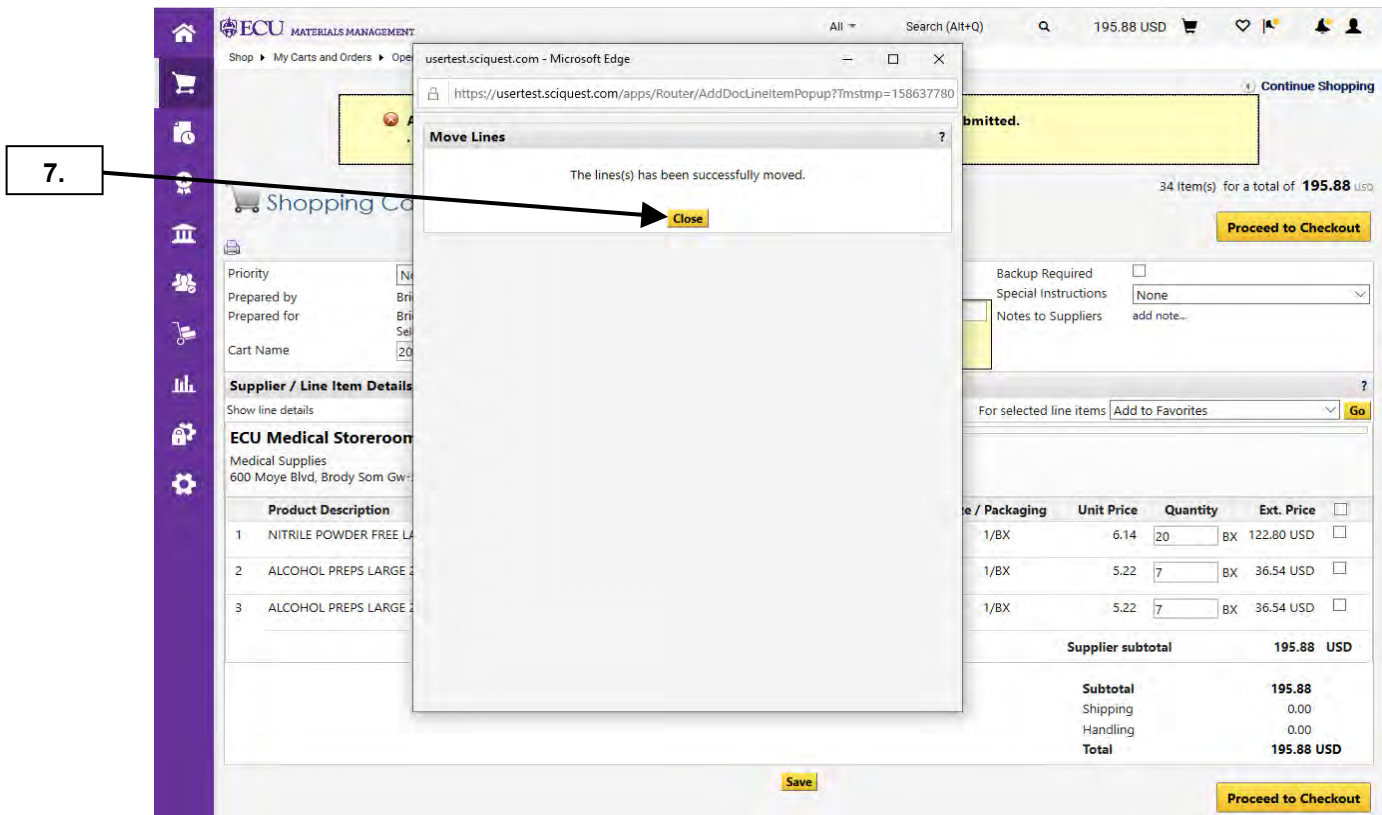 ECU MATERIALS MANAGEMENT All Search (Alt+Q) 195.88 USD
Shop My Carts and Orders
usertest.sciquest.com - Microsoft Edge
https://usertest.sciquest.com/apps/Router/AddDocLineItemPopup?Tmstmp=158637780
Continue Shopping
Move Lines ?
The lines(s) has been successfully moved.
Close
7.
Shopping
34 Item(s) for a total of 195.88 USD
Proceed to Checkout
Priority
Prepared by
Prepared for
Cart Name 20
Backup Required
Special Instructions None
Notes to Suppliers add note...
Supplier / Line Item Details ?
Show line details For selected line items Add to Favorites Go
ECU Medical Storeroom
Medical Supplies
600 Moye Blvd, Brody Som
Product Description / Packaging Unit Price Quantity Ext. Price
1 NITRILE POWDER FREE 1/BX 6.14 20 BX 122.80 USD
2 ALCOHOL PREPS LARGE 1/BX 5.22 7 BX 36.54 USD
3 ALCOHOL PREPS LARGE 1/BX 5.22 7 BX 36.54 USD
Supplier subtotal 195.88 USD
Subtotal 195.88
Shipping 0.00
Handling 0.00
Total 195.88 USD
Save
Proceed to Checkout